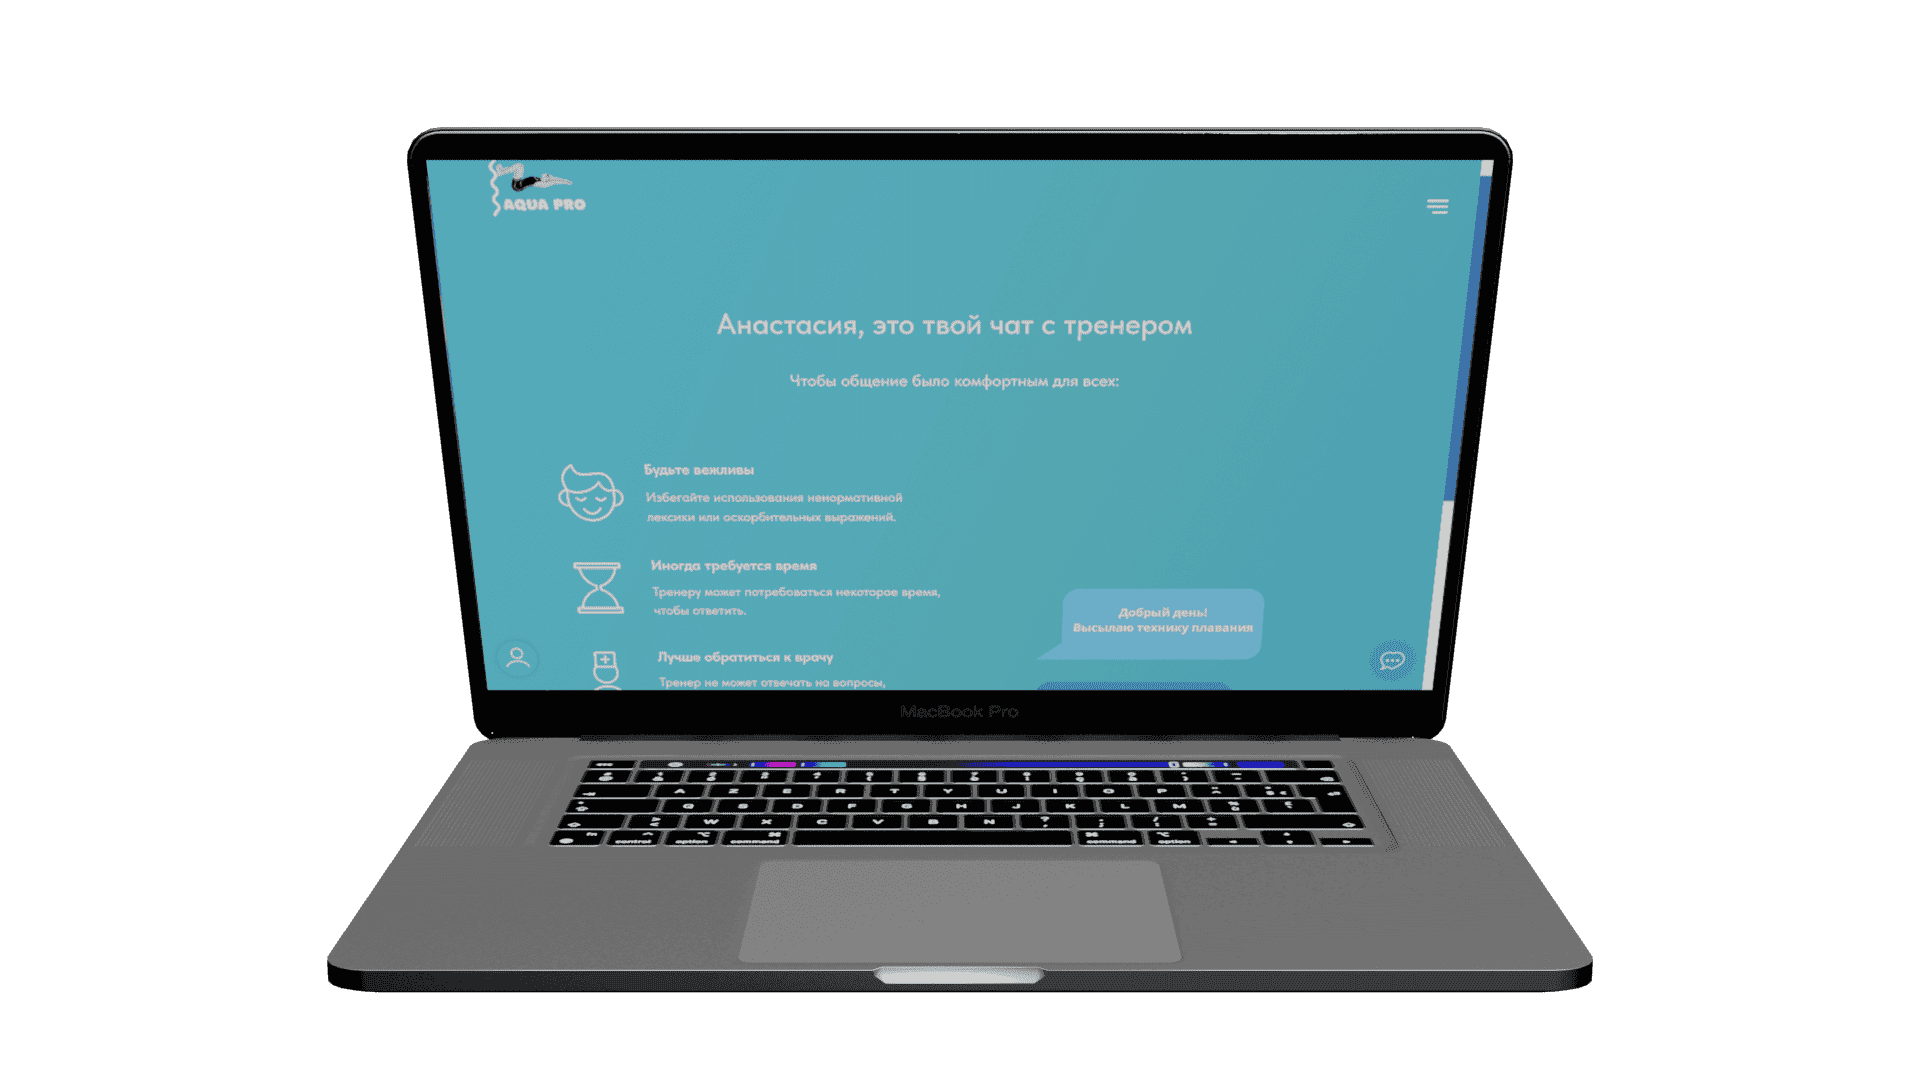 AQUA PRO
Анастасия, это твой чат с тренером
Чтобы общение было комфортным для всех:
Будьте вежливы
Избегайте использования ненормативной
лексики или оскорбительных выражений.
Иногда требуется время
Тренеру может потребоваться некоторое время,
чтобы ответить.
Лучше обратиться к врачу
Тренер не может отвечать на вопросы,
Добрый день!
Высылаю технику плавания
MacBook Pro
A Z E R T Y U I O P
Q S D F G H J K L M
W X C V B N
fn control option command command option